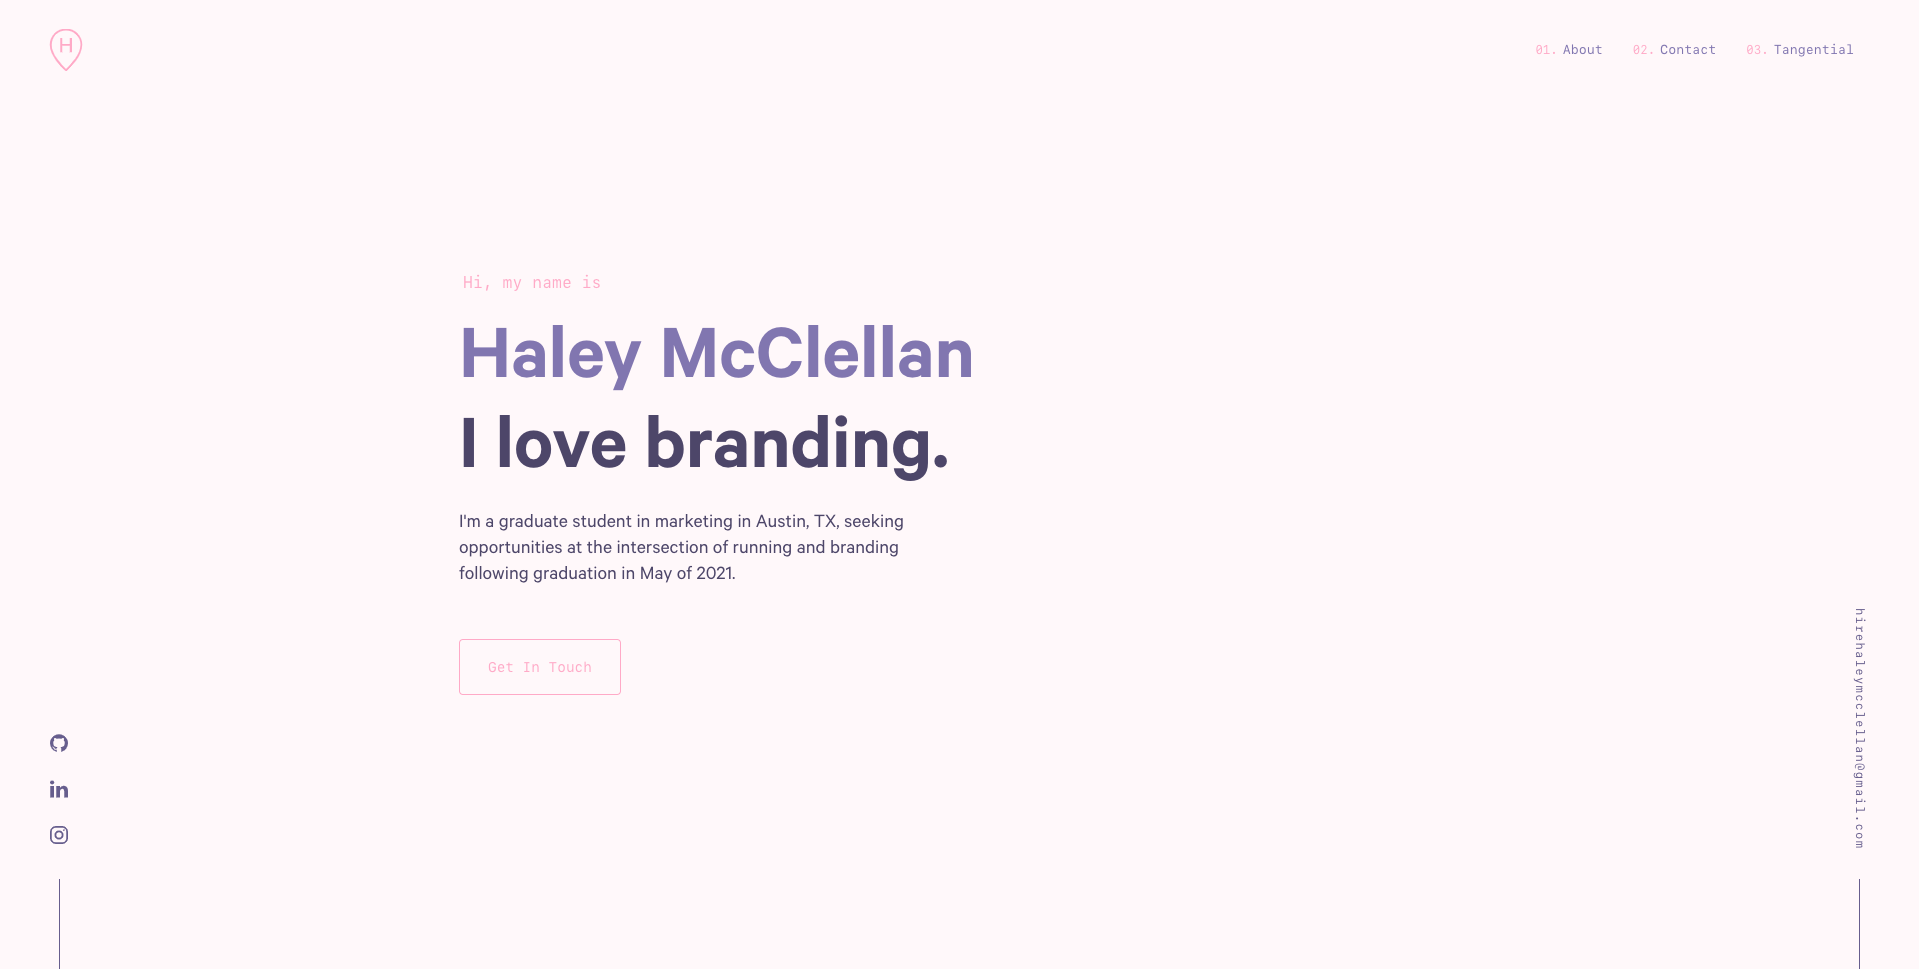 H
01. About
02. Contact
03. Tangential
Hi, my name is
Haley McClellan
I love branding.
I'm a graduate student in marketing in Austin, TX, seeking
opportunities at the intersection of running and branding
following graduation in May of 2021.
Get In Touch
hirehaleymcclellan@gmail.com
in